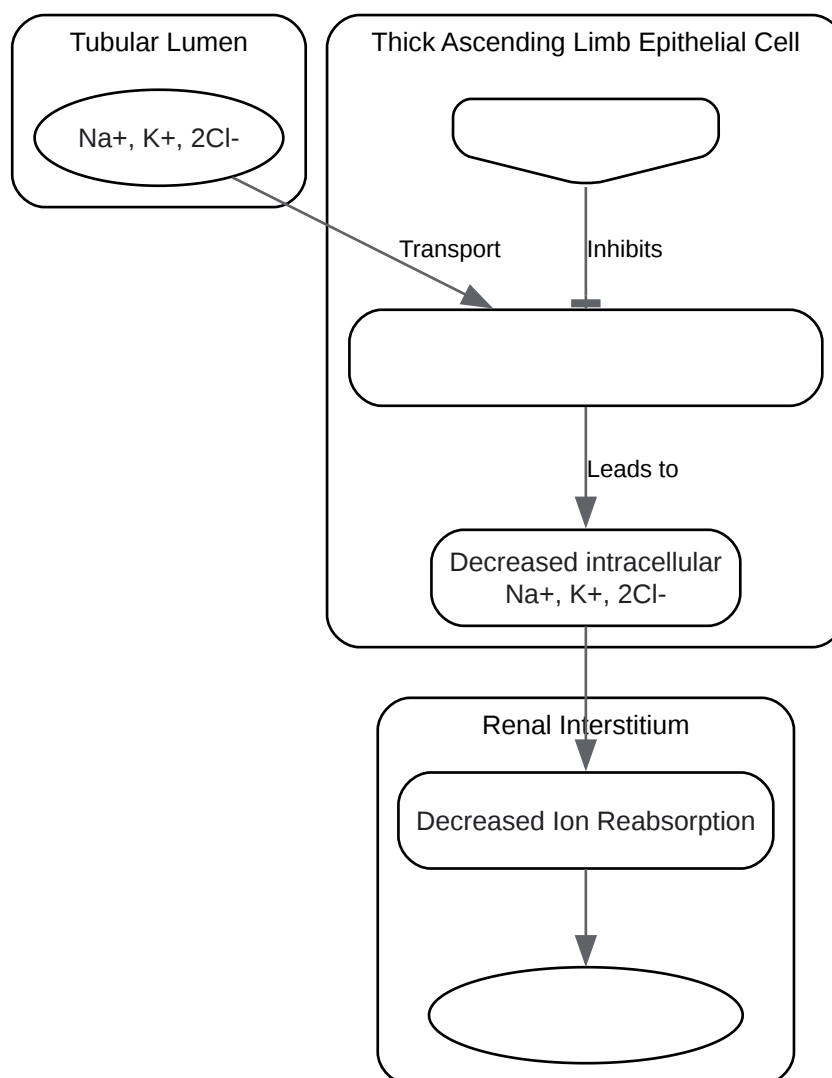 Tubular Lumen
Thick Ascending Limb Epithelial Cell
Na+, K+, 2Cl-
Transport
Inhibits
Leads to
Decreased intracellular
Na+, K+, 2Cl-
Renal Interstitium
Decreased Ion Reabsorption